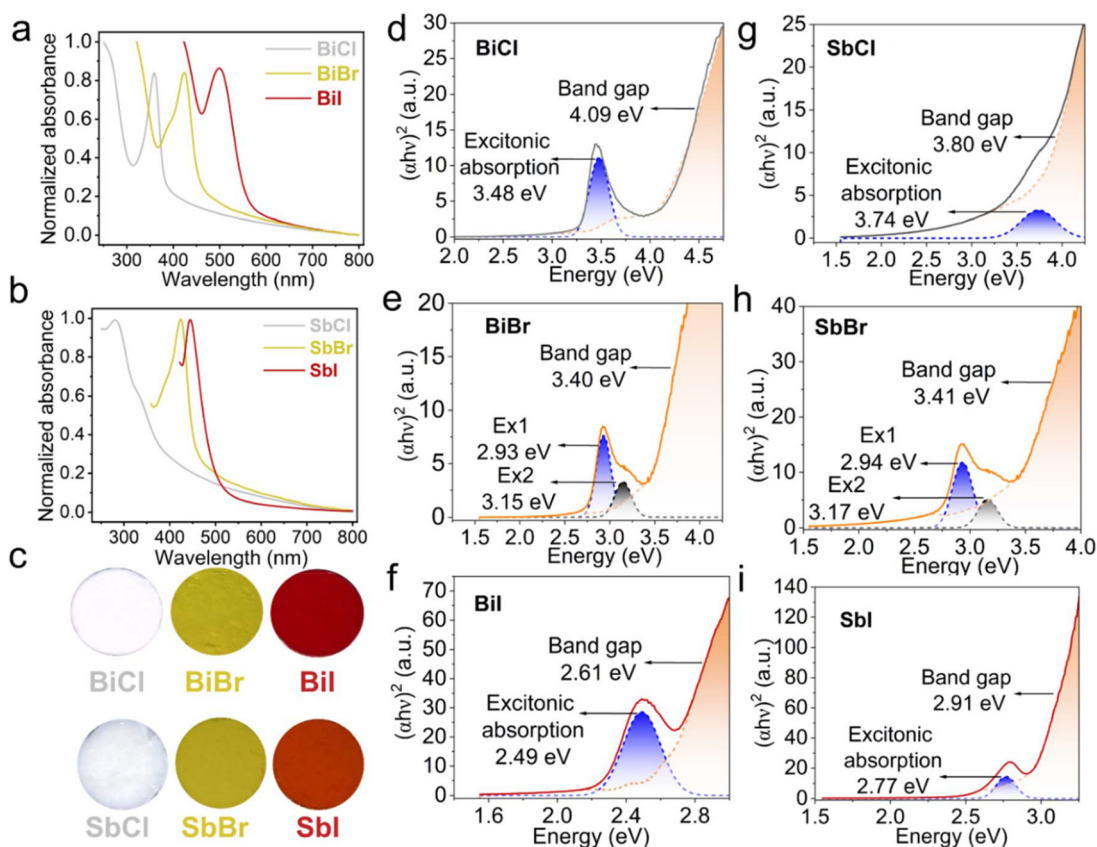 a
Normalized absorbance
1.0
0.8
0.6
0.4
0.2
0.0
BiCl
BiBr
BiI
300 400 500 600 700 800
Wavelength (nm)
b
Normalized absorbance
1.0
0.8
0.6
0.4
0.2
0.0
SbCl
SbBr
SbI
300 400 500 600 700 800
Wavelength (nm)
c
BiCl BiBr BiI
SbCl SbBr SbI
d
(αhν)² (a.u.)
30
25
20
15
10
5
0
BiCl
Band gap
4.09 eV
Excitonic
absorption
3.48 eV
2.0 2.5 3.0 3.5 4.0 4.5
Energy (eV)
e
(αhν)² (a.u.)
20
15
10
5
0
BiBr
Band gap
3.40 eV
Ex1
2.93 eV
Ex2
3.15 eV
1.5 2.0 2.5 3.0 3.5 4.0
Energy (eV)
f
(αhν)² (a.u.)
70
60
50
40
30
20
10
0
BiI
Band gap
2.61 eV
Excitonic
absorption
2.49 eV
1.6 2.0 2.4 2.8
Energy (eV)
g
(αhν)² (a.u.)
25
20
15
10
5
0
SbCl
Band gap
3.80 eV
Excitonic
absorption
3.74 eV
1.5 2.0 2.5 3.0 3.5 4.0
Energy (eV)
h
(αhν)² (a.u.)
40
30
20
10
0
SbBr
Band gap
3.41 eV
Ex1
2.94 eV
Ex2
3.17 eV
1.5 2.0 2.5 3.0 3.5 4.0
Energy (eV)
i
(αhν)² (a.u.)
140
120
100
80
60
40
20
0
SbI
Band gap
2.91 eV
Excitonic
absorption
2.77 eV
2.0 2.5 3.0
Energy (eV)